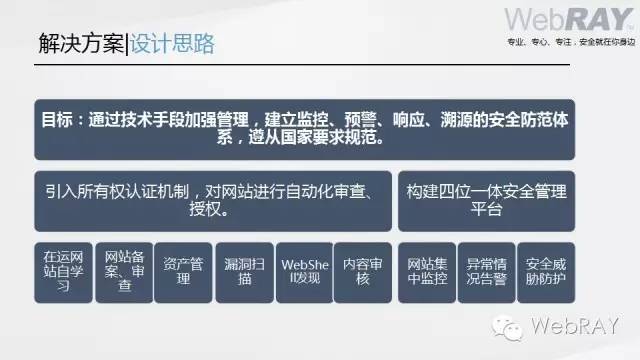 WebRAY
专业、专心、专注,安全就在你身边
解决方案|设计思路
目标:通过技术手段加强管理,建立监控、预警、响应、溯源的安全防范体
系,遵从国家要求规范。
引入所有权认证机制,对网站进行自动化审查、
授权。
构建四位一体安全管理
平台
在运网
站自学
习
网站备
案、审
查
资产管
理
漏洞扫
描
WebShe
ll发现
内容审
核
网站集
中监控
异常情
况告警
安全威
胁防护
WebRAY